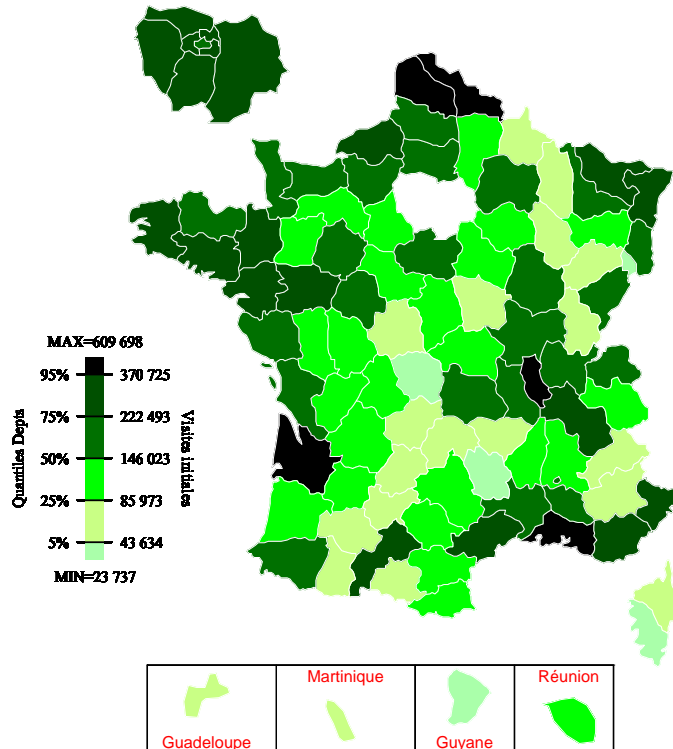 MAX=609 698
95% 370 725
75% 222 493
50% 146 023
25% 85 973
5% 43 634
MIN=23 737
Quantiles Depts
Visites initiales
Martinique
Réunion
Guadeloupe
Guyane